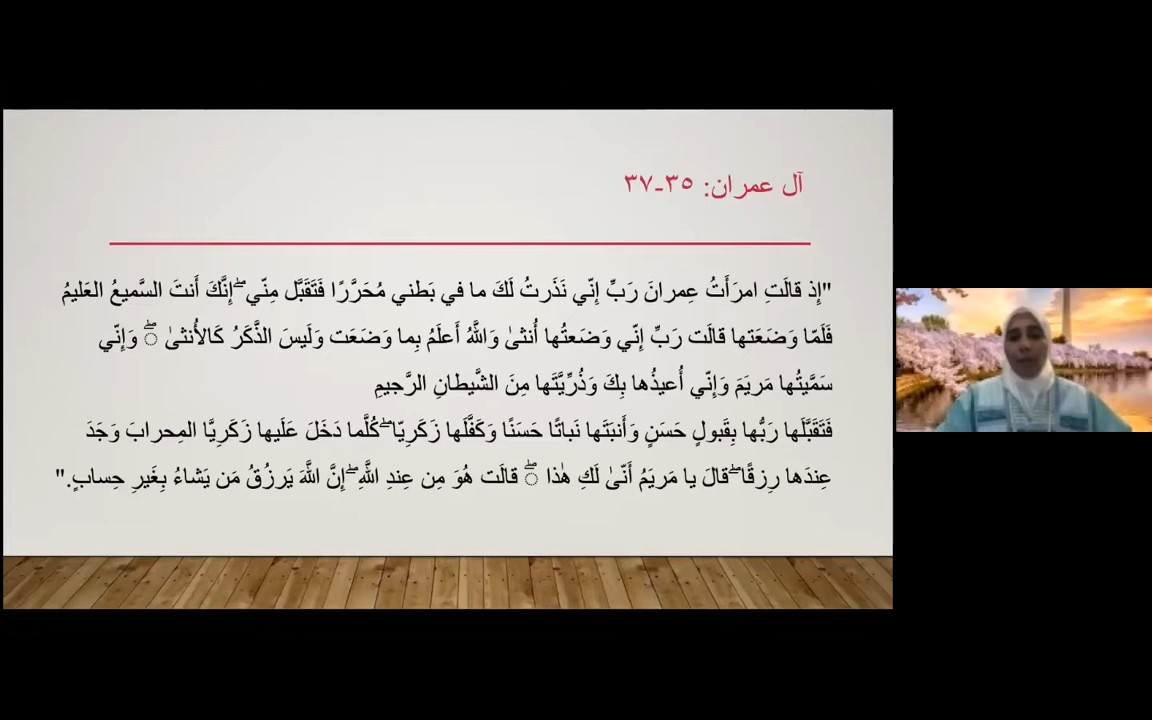 آل عمران: ٣٥-٣٧
"إِذ قالَتِ امرَأَتُ عِمرانَ رَبِّ إِنّي نَذَرتُ لَكَ ما في بَطني مُحَرَّرًا فَتَقَبَّل مِنّي ۖ إِنَّكَ أَنتَ السَّميعُ العَليمُ
فَلَمّا وَضَعَتها قالَت رَبِّ إِنّي وَضَعتُها أُنثىٰ وَاللَّهُ أَعلَمُ بِما وَضَعَت وَلَيسَ الذَّكَرُ كَالأُنثىٰ ۖ وَإِنّي
سَمَّيتُها مَريَمَ وَإِنّي أُعيذُها بِكَ وَذُرِّيَّتَها مِنَ الشَّيطانِ الرَّجيمِ
فَتَقَبَّلَها رَبُّها بِقَبولٍ حَسَنٍ وَأَنبَتَها نَباتًا حَسَنًا وَكَفَّلَها زَكَرِيّا ۖ كُلَّما دَخَلَ عَلَيها زَكَرِيَّا المِحرابَ وَجَدَ
عِندَها رِزقًا ۖ قالَ يا مَريَمُ أَنّىٰ لَكِ هٰذا ۖ قالَت هُوَ مِن عِندِ اللَّهِ ۖ إِنَّ اللَّهَ يَرزُقُ مَن يَشاءُ بِغَيرِ حِسابٍ."